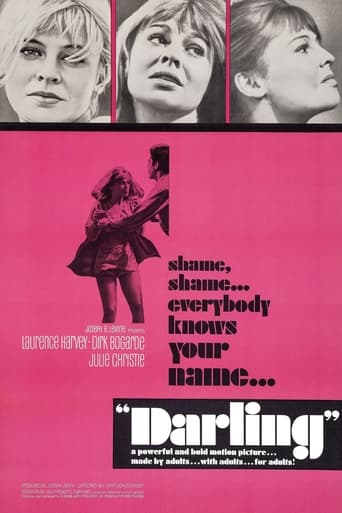 shame,
shame...
everybody
knows
your
name...
Joseph E. Levine presents
Laurence Harvey · Dirk Bogarde
Julie Christie
"Darling"
a powerful and bold motion picture...
made by adults...with adults...for adults!